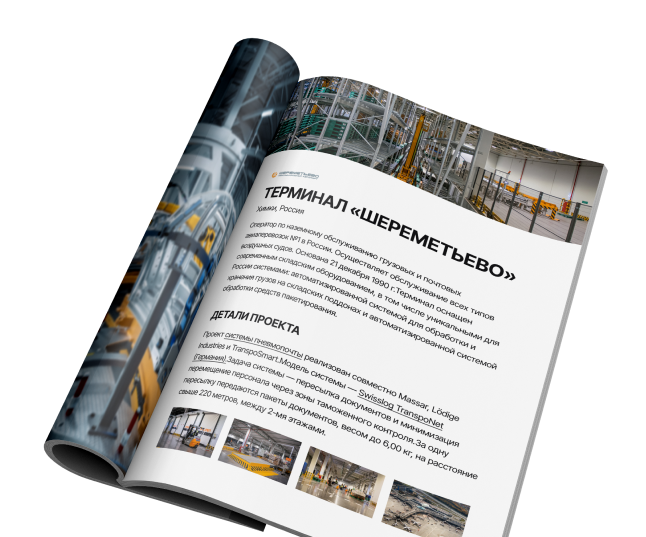 ШЕРЕМЕТЬЕВО
ТЕРМИНАЛ «ШЕРЕМЕТЬЕВО»
Химки, Россия
Оператор по наземному обслуживанию грузовых и почтовых
авиаперевозок №1 в России. Осуществляет обслуживание всех типов
воздушных судов. Основана 21 декабря 1990 г.Терминал оснащен
современным складским оборудованием, в том числе уникальными для
России системами: автоматизированной системой для обработки и
хранения грузов на складских поддонах и автоматизированной системой
обработки средств пакетирования.
ДЕТАЛИ ПРОЕКТА
Проект системы пневмопочты реализован совместно Massar, Lödige
Industries и TranspoSmart.Модель системы — Swisslog TranspoNet
(Германия).Задача системы — пересылка документов и минимизация
перемещение персонала через зоны таможенного контроля.За одну
пересылку передаются пакеты документов, весом до 6,00 кг, на расстояние
свыше 220 метров, между 2-мя этажами.